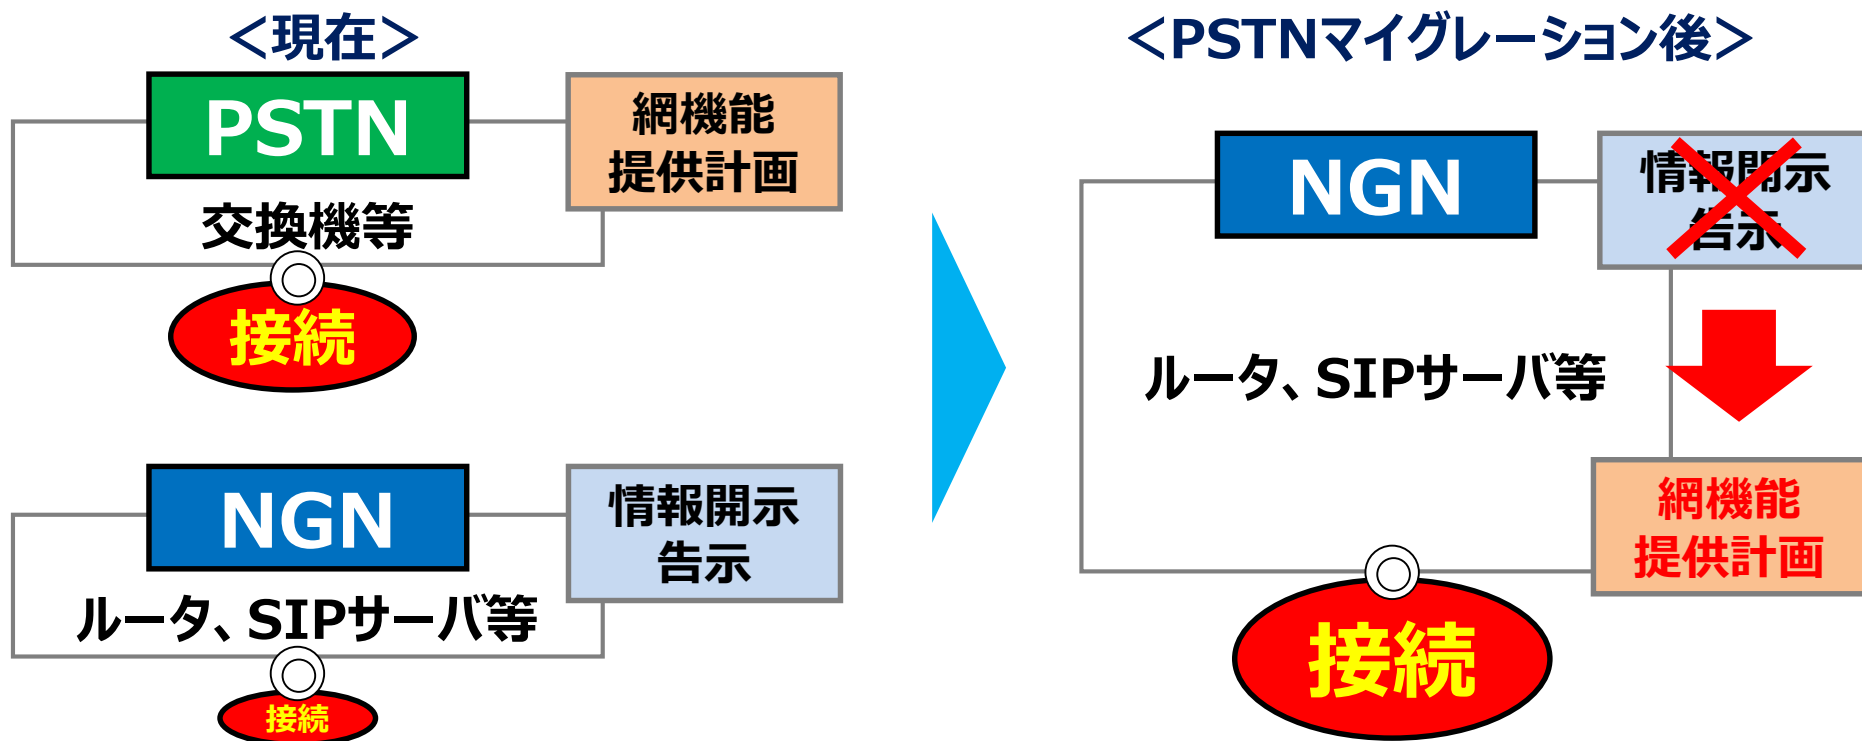 ＜現在＞
PSTN
網機能
提供計画
交換機等
接続
NGN
情報開示
告示
ルータ、SIPサーバ等
接続
＜PSTNマイグレーション後＞
NGN
情報開示
告示
ルータ、SIPサーバ等
網機能
提供計画
接続